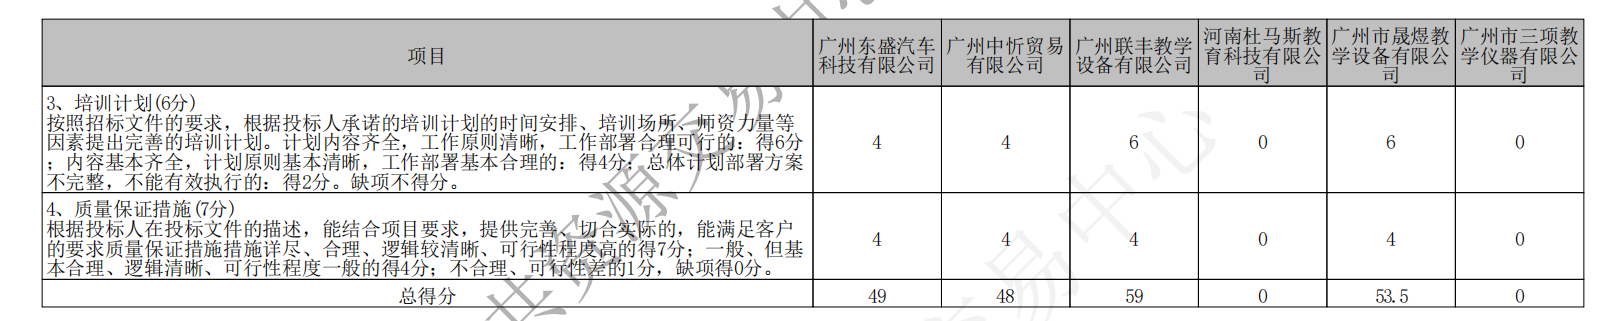 项目
广州东盛汽车
科技有限公司
广州中忻贸易
有限公司
广州联丰教学
设备有限公司
河南杜马斯教
育科技有限公
司
广州市晟煜教
学设备有限公
司
广州市三项教
学仪器有限公
司
3、培训计划(6分)
按照招标文件的要求，根据投标人承诺的培训计划的时间安排、培训场所、师资力量等
因素提出完善的培训计划。计划内容齐全，工作原则清晰，工作部署合理可行的：得6分
；内容基本齐全，计划原则基本清晰，工作部署基本合理的：得4分；总体计划部署方案
不完整，不能有效执行的：得2分。缺项不得分。
4
4
6
0
6
0
4、质量保证措施(7分)
根据投标人在投标文件的描述，能结合项目要求，提供完善、切合实际的，能满足客户
的要求质量保证措施措施详尽、合理、逻辑较清晰、可行性程度高的得7分；一般、但基
本合理、逻辑清晰、可行性程度一般的得4分；不合理、可行性差的1分，缺项得0分。
4
4
4
0
4
0
总得分
49
48
59
0
53.5
0
共资源交易中心
易中心